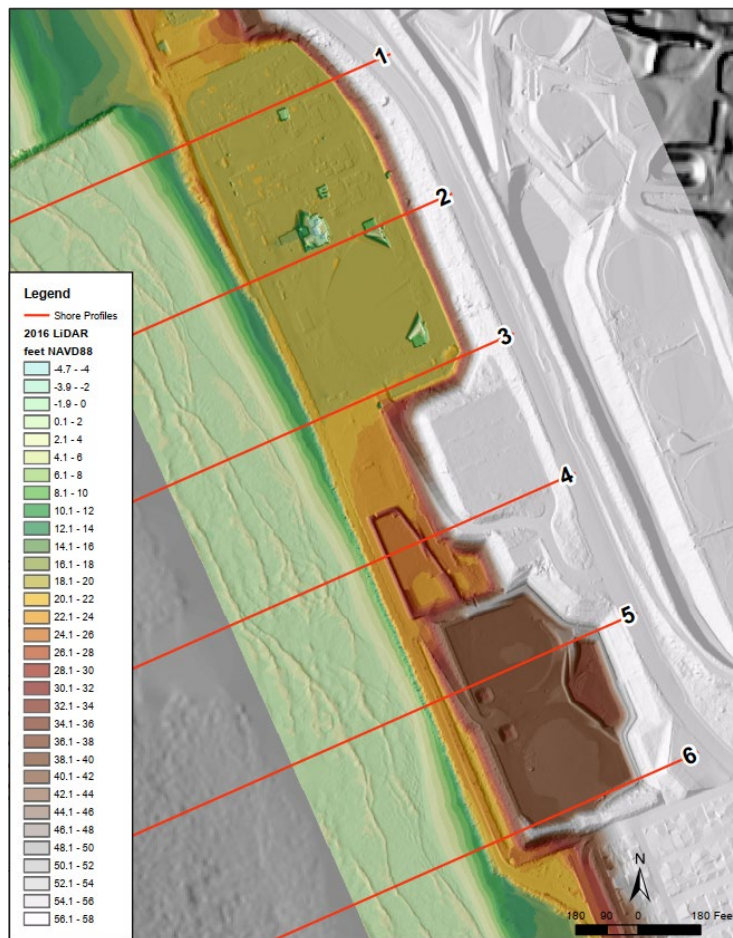 1
2
3
4
5
6
Legend
Shore Profiles
2016 LiDAR
feet NAVD88
-4.7 - -4
-3.9 - -2
-1.9 - 0
0.1 - 2
2.1 - 4
4.1 - 6
6.1 - 8
8.1 - 10
10.1 - 12
12.1 - 14
14.1 - 16
16.1 - 18
18.1 - 20
20.1 - 22
22.1 - 24
24.1 - 26
26.1 - 28
28.1 - 30
30.1 - 32
32.1 - 34
34.1 - 36
36.1 - 38
38.1 - 40
40.1 - 42
42.1 - 44
44.1 - 46
46.1 - 48
48.1 - 50
50.1 - 52
52.1 - 54
54.1 - 56
56.1 - 58
N
180 90 0 180 Fee